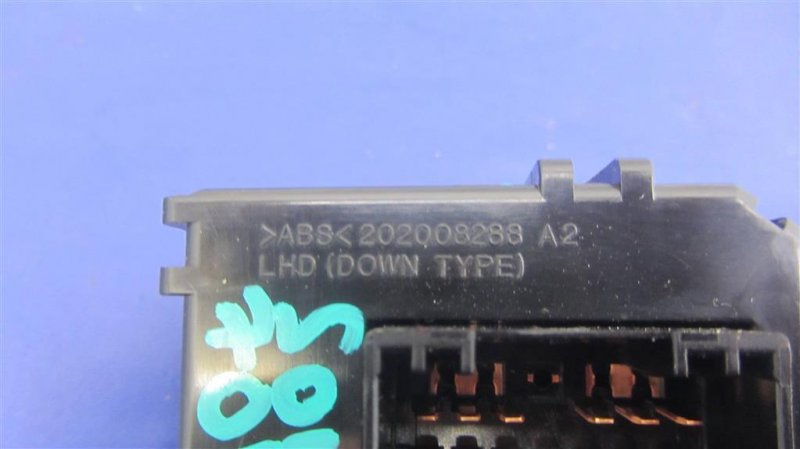 >ABS<202008288 A2
LHD (DOWN TYPE)